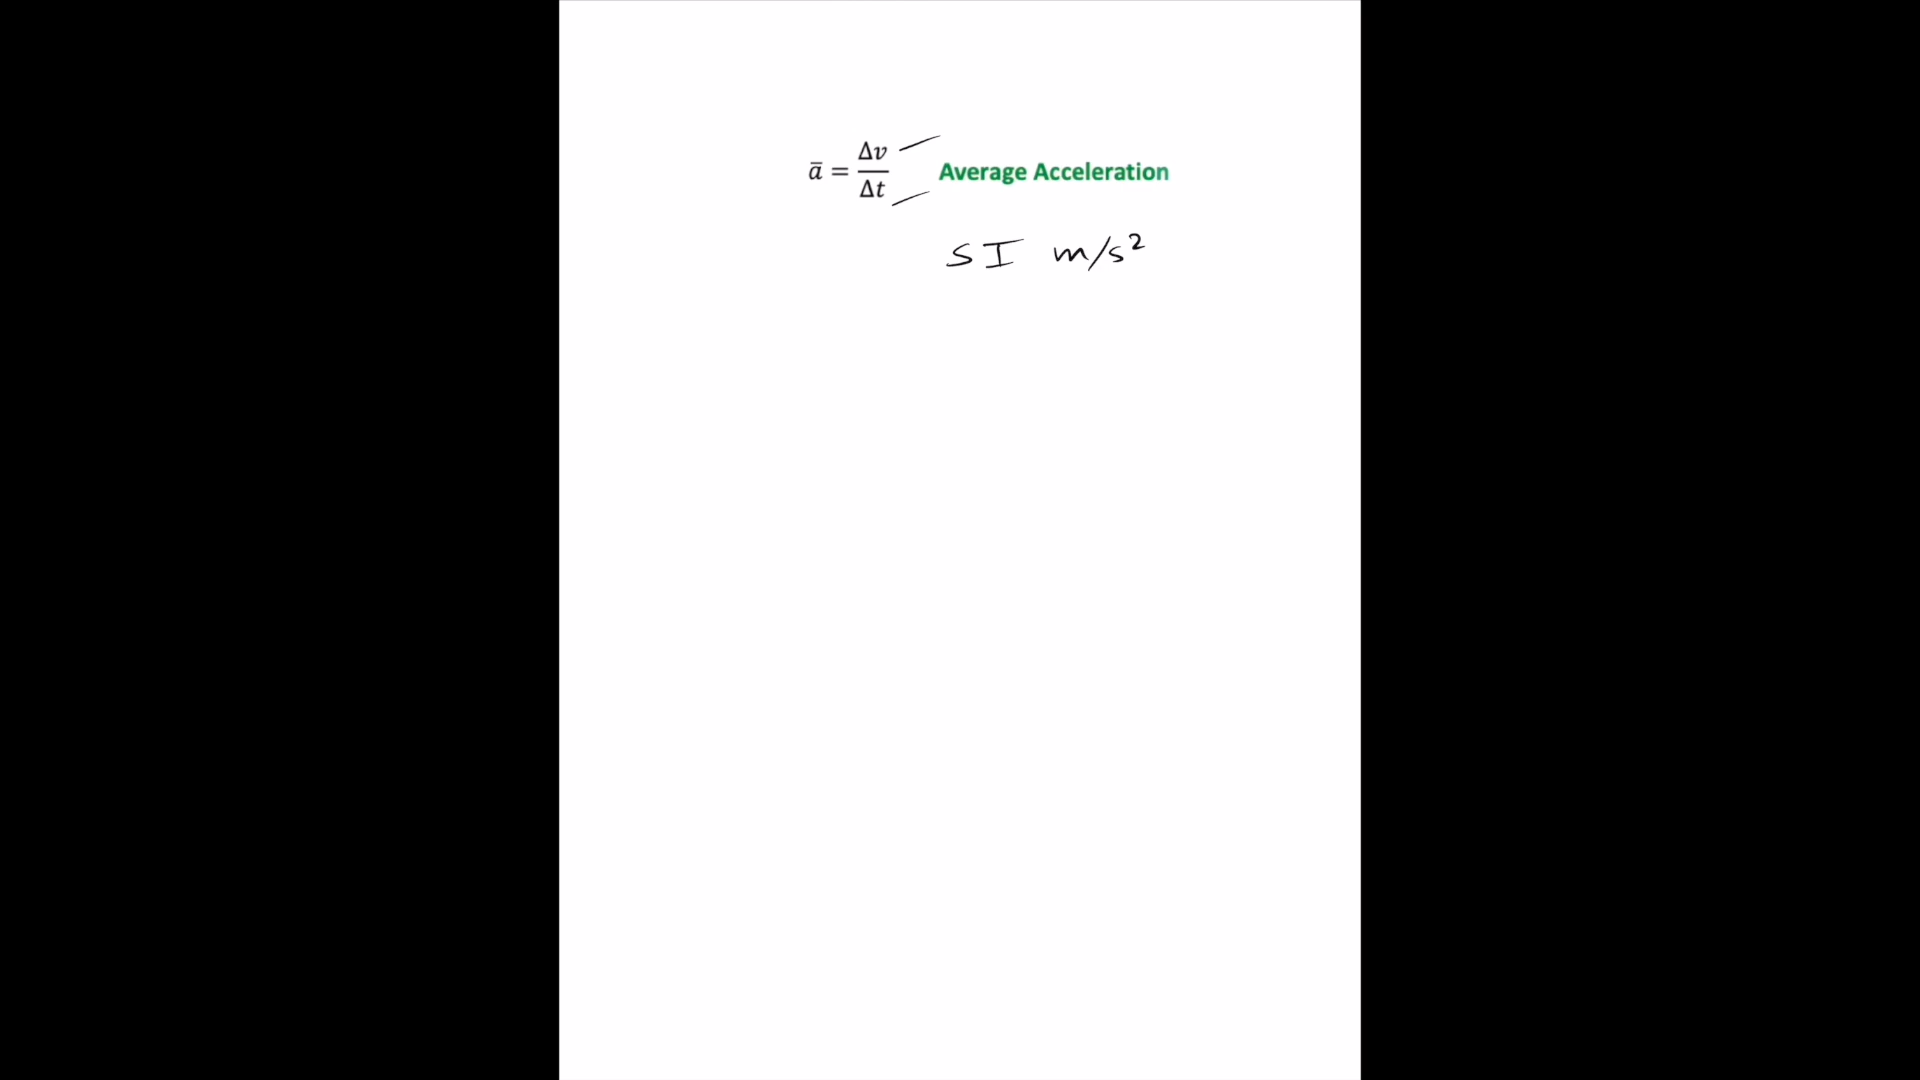 ā = Δv/Δt Average Acceleration
SI m/s²